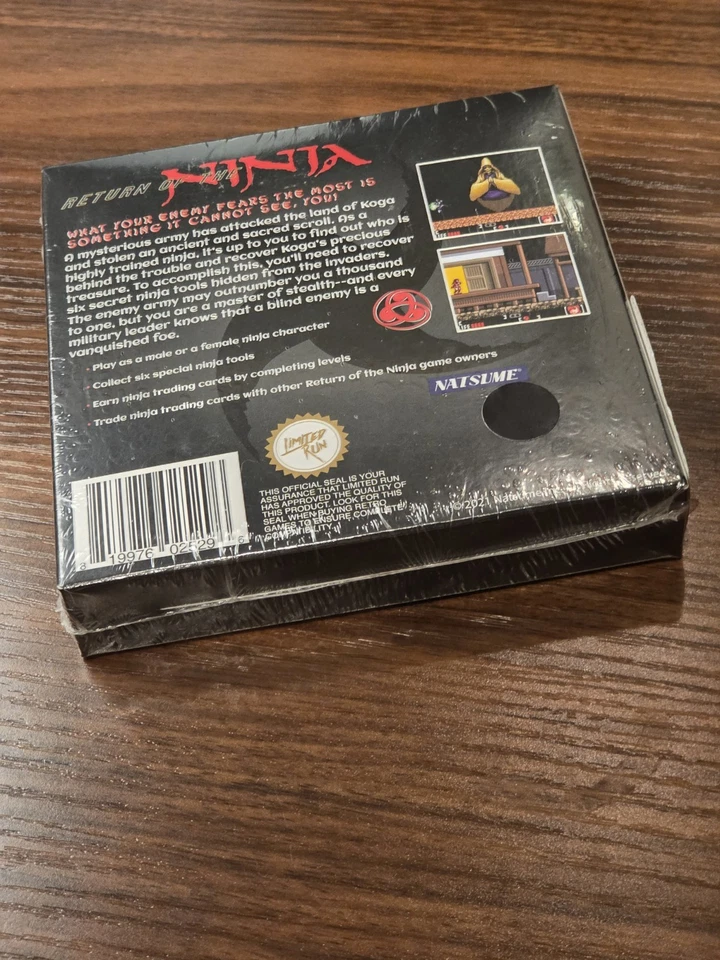 RETURN OF THE NINJA
WHAT YOUR ENEMY FEARS THE MOST IS
SOMETHING IT CANNOT SEE, YOU!
A mysterious army has attacked the land of Koga
and stolen an ancient and sacred scroll. As a
highly trained ninja, it's up to you to find out who is
behind the trouble and recover Koga's precious
treasure. To accomplish this, you'll need to recover
six secret ninja tools hidden from the invaders.
The enemy army may outnumber you a thousand
to one, but you are a master of stealth--and every
military leader knows that a blind enemy is a
vanquished foe.
· Play as a male or a female ninja character
· Collect six special ninja tools
· Earn ninja trading cards by completing levels
· Trade ninja trading cards with other Return of the Ninja game owners
NATSUME®
LIMITED
RUN
THIS OFFICIAL SEAL IS YOUR
ASSURANCE THAT LIMITED RUN
HAS APPROVED THE QUALITY OF
THIS PRODUCT. LOOK FOR THIS
SEAL WHEN BUYING RETRO
GAMES TO ENSURE COMPLETE
COMPATIBILITY.
© 2021 Natsume
8 19976 02529